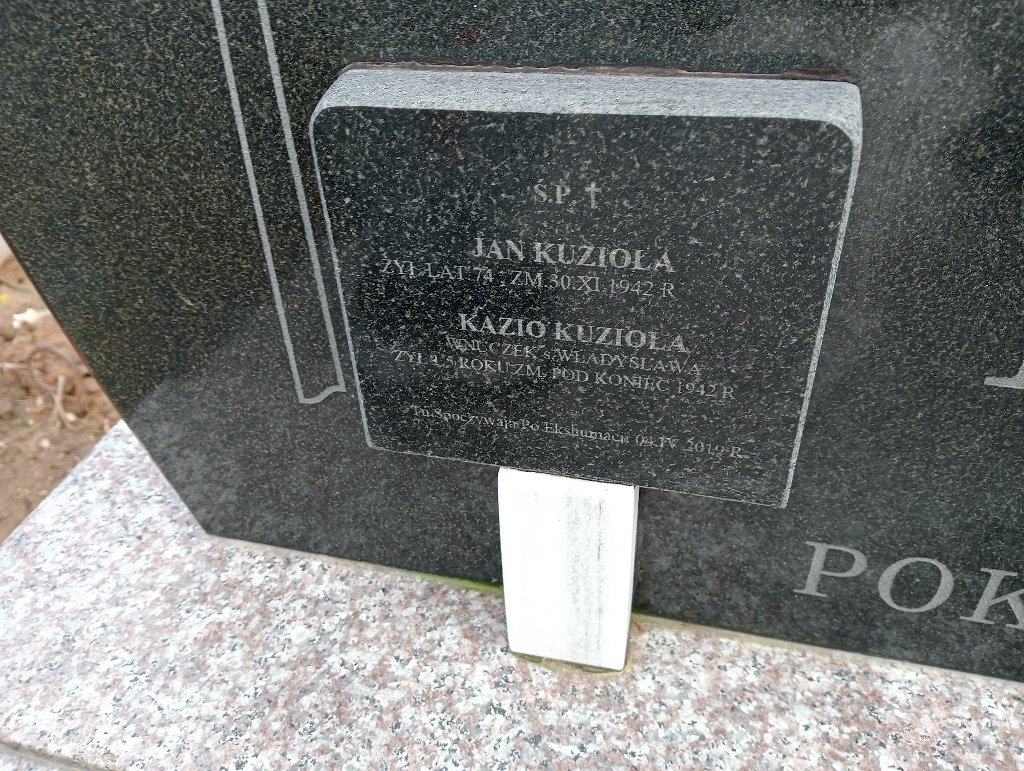 Ś.P. †
JAN KUZIOŁA
ŻYŁ LAT 74, ZM 30.XI.1942 R
KAZIO KUZIOŁA
WNUCZEK s. WŁADYSŁAWA
ŻYŁ 1,5 ROKU ZM. POD KONIEC 1942 R
Tu Spoczywają Po Ekshumacji 04.IV.2019 R
POK